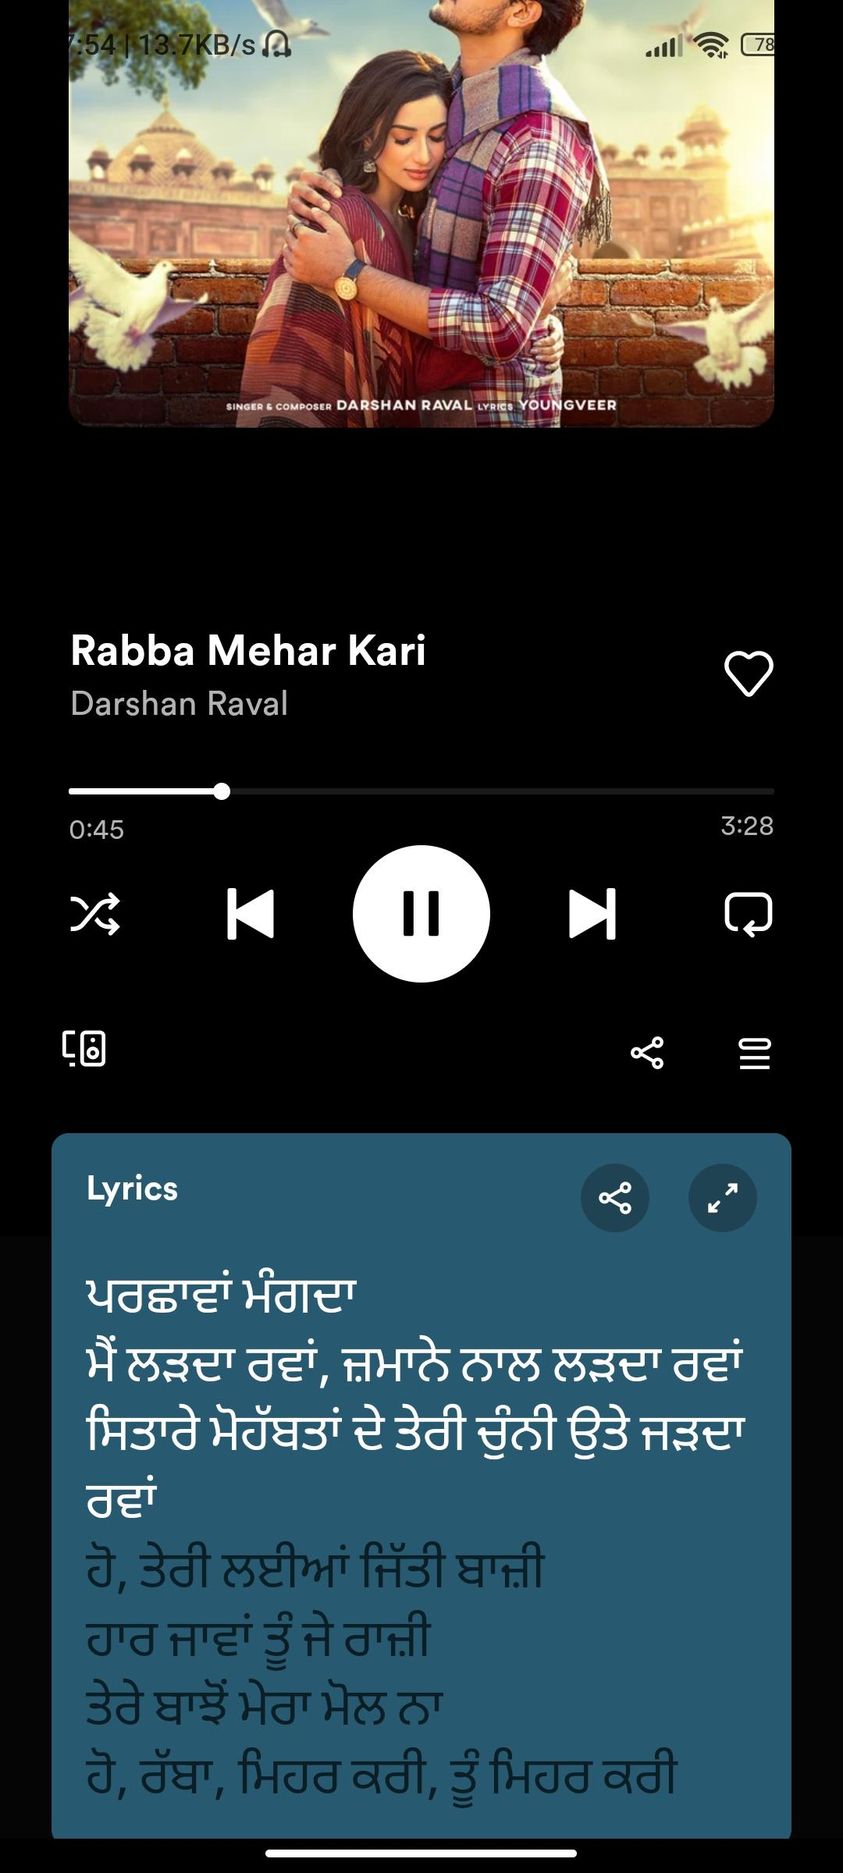 7:54 | 13.7KB/s
78
SINGER & COMPOSER DARSHAN RAVAL LYRICS YOUNGVEER
Rabba Mehar Kari
Darshan Raval
0:45
3:28
Lyrics
ਪਰਛਾਵਾਂ ਮੰਗਦਾ
ਮੈਂ ਲੜਦਾ ਰਵਾਂ, ਜ਼ਮਾਨੇ ਨਾਲ ਲੜਦਾ ਰਵਾਂ
ਸਿਤਾਰੇ ਮੋਹੱਬਤਾਂ ਦੇ ਤੇਰੀ ਚੁੰਨੀ ਉਤੇ ਜੜਦਾ
ਰਵਾਂ
ਹੋ, ਤੇਰੀ ਲਈਆਂ ਜਿੱਤੀ ਬਾਜ਼ੀ
ਹਾਰ ਜਾਵਾਂ ਤੂੰ ਜੇ ਰਾਜ਼ੀ
ਤੇਰੇ ਬਾਝੋਂ ਮੇਰਾ ਮੋਲ ਨਾ
ਹੋ, ਰੱਬਾ, ਮਿਹਰ ਕਰੀ, ਤੂੰ ਮਿਹਰ ਕਰੀ